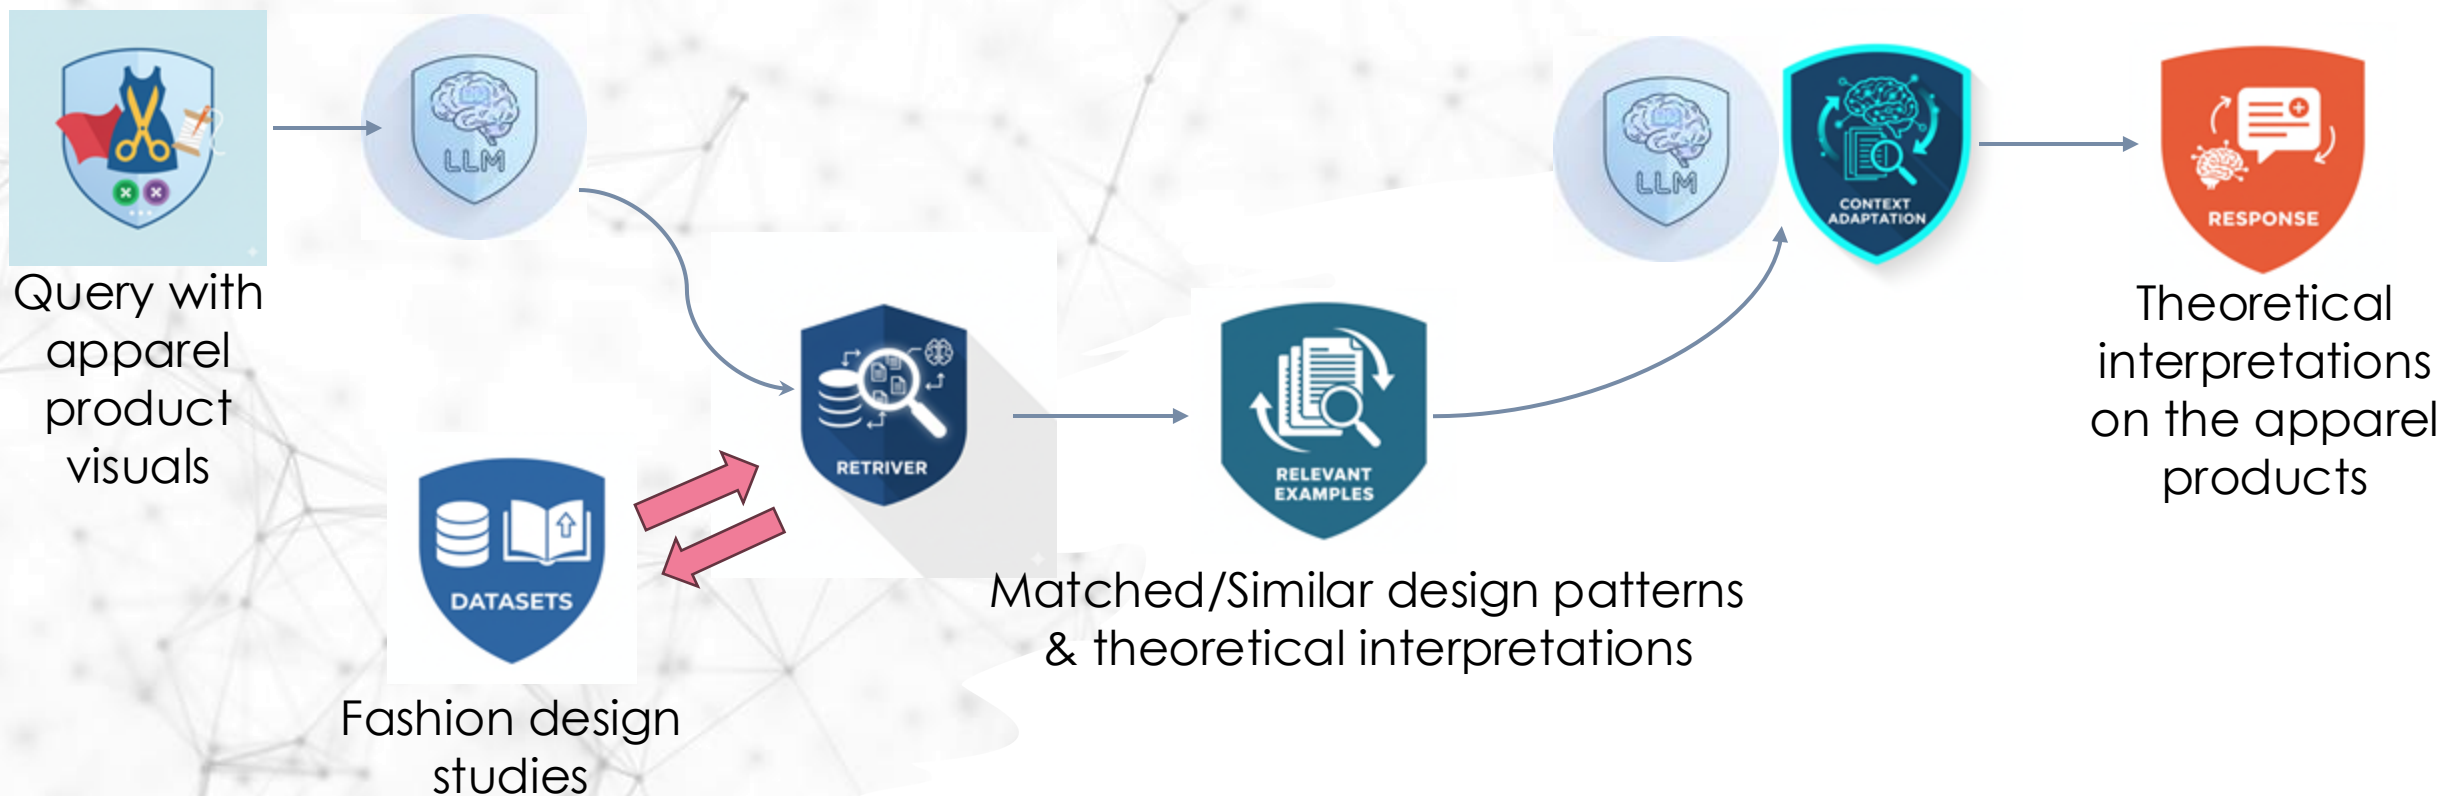 Query with
apparel
product
visuals
LLM
DATASETS
Fashion design
studies
RETRIVER
RELEVANT
EXAMPLES
Matched/Similar design patterns
& theoretical interpretations
LLM
CONTEXT
ADAPTATION
RESPONSE
Theoretical
interpretations
on the apparel
products